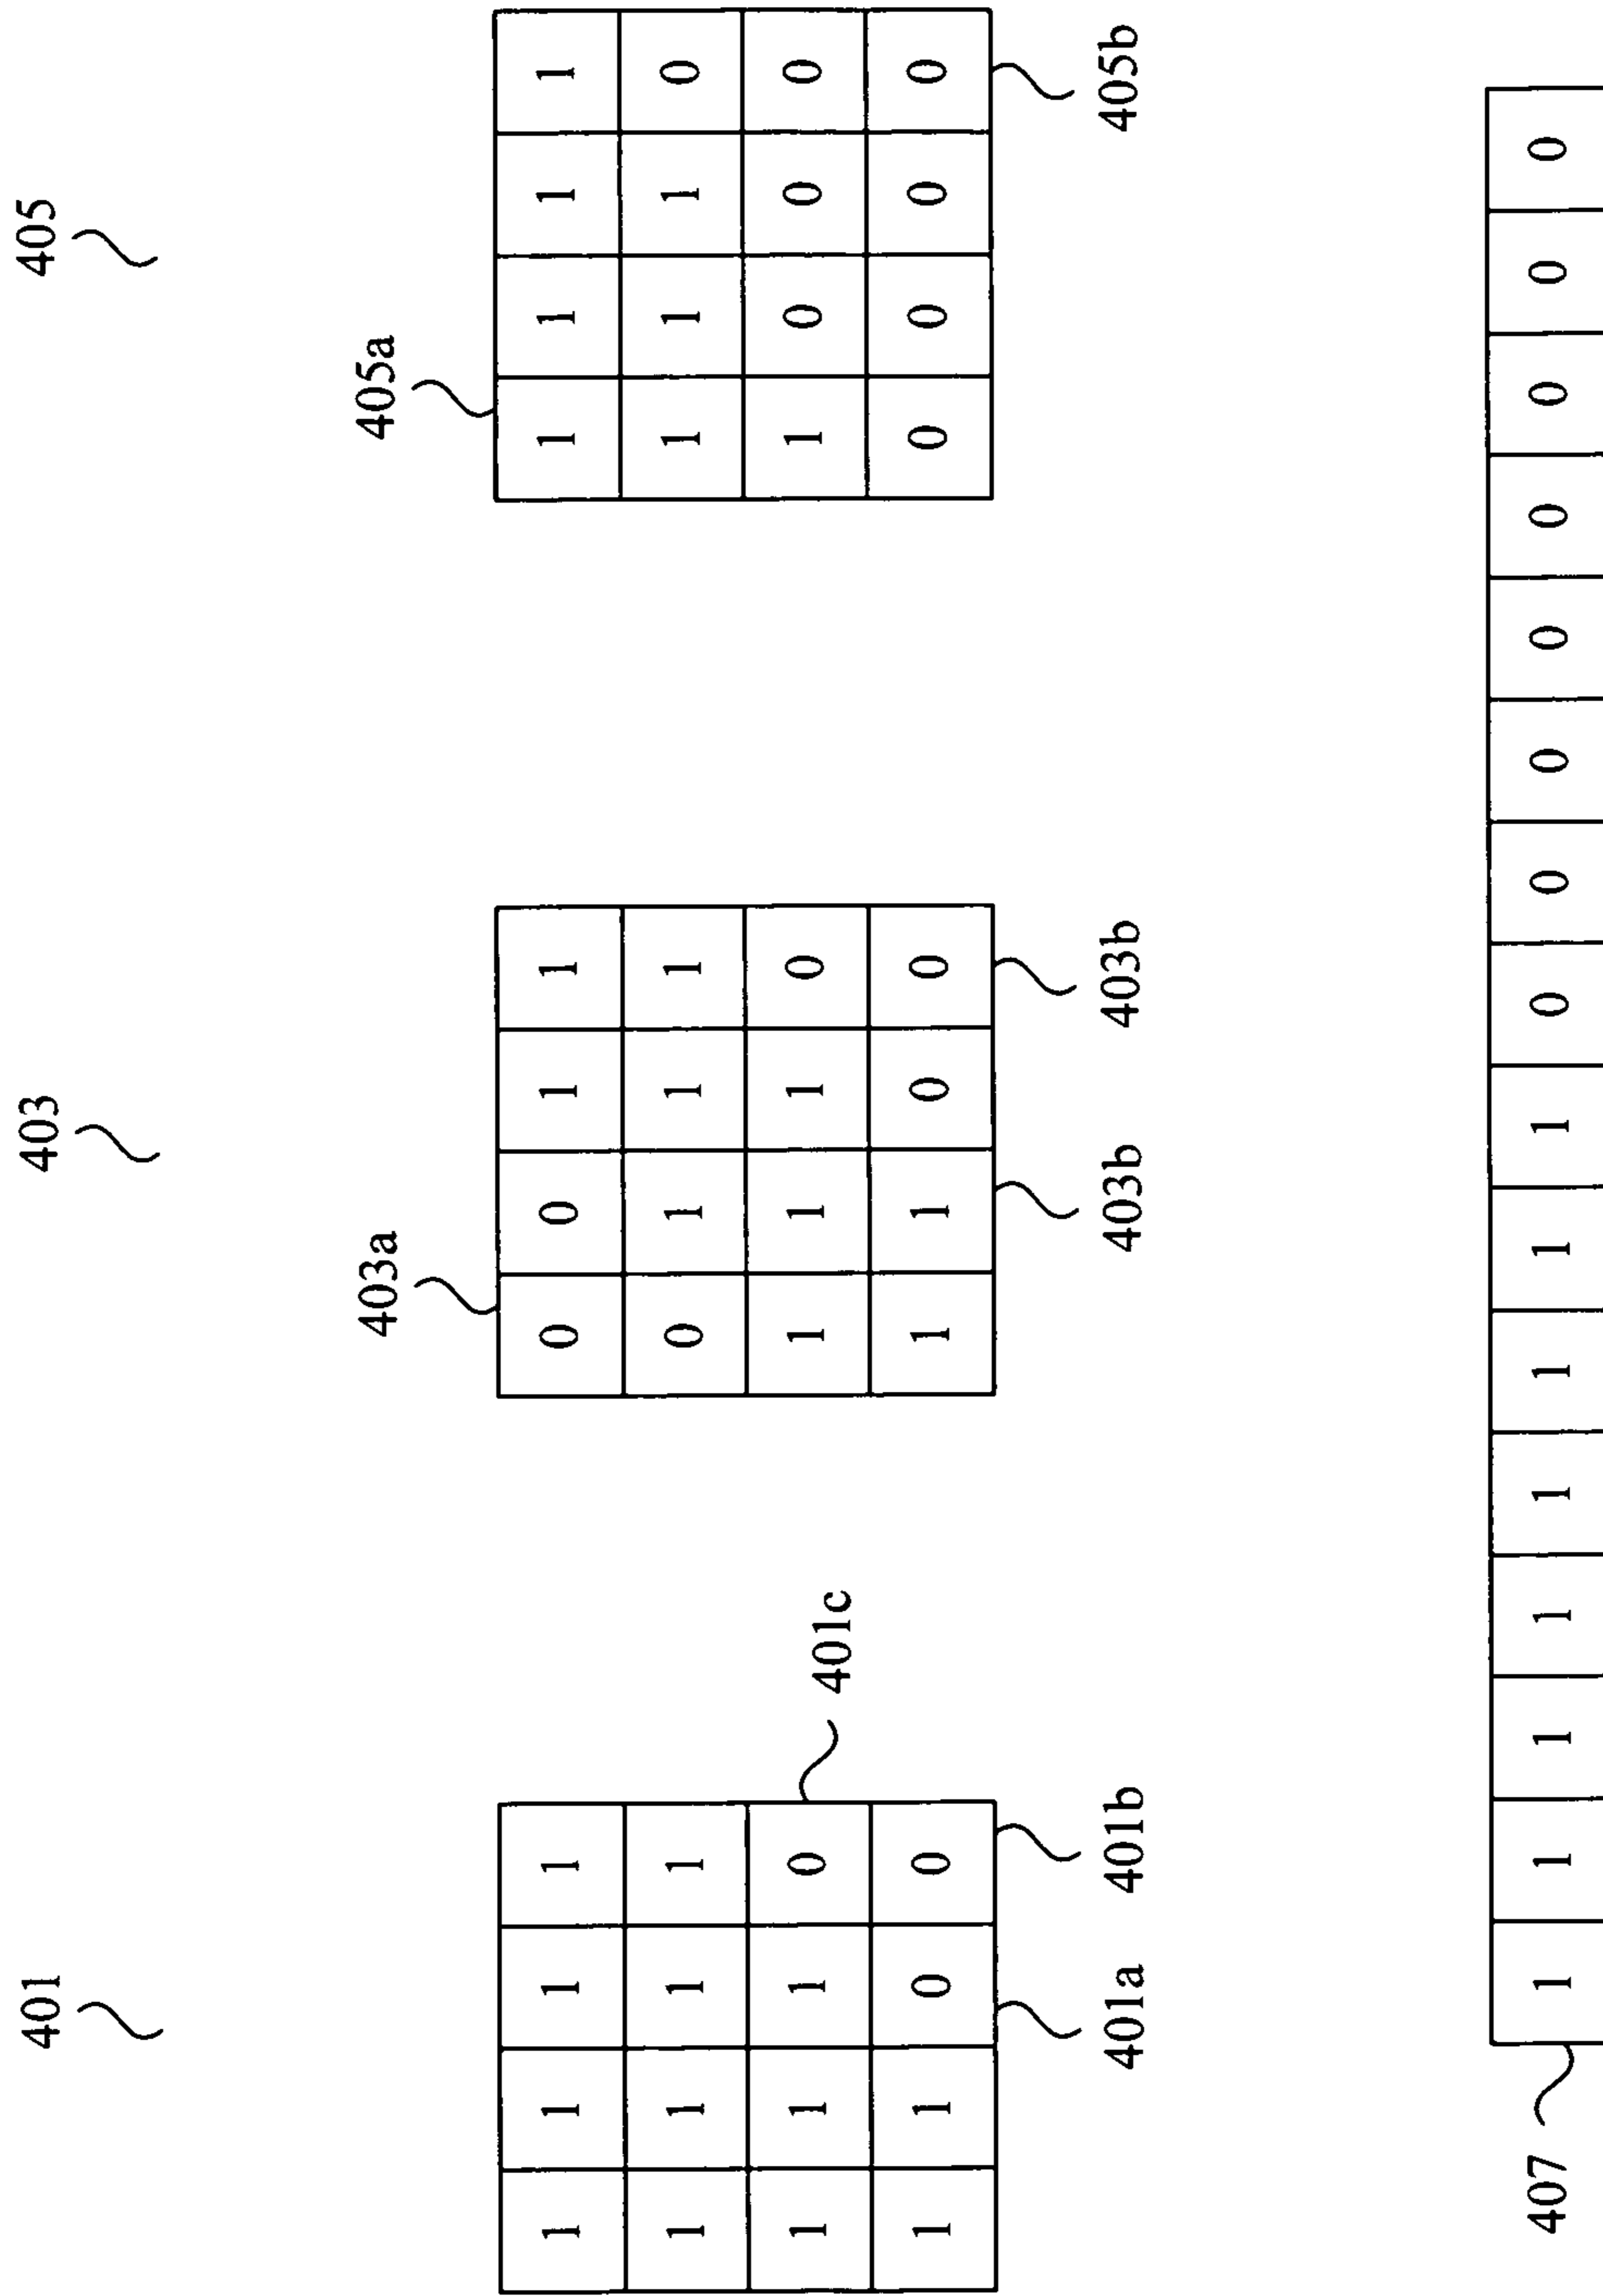 401 403 405
403a 405a
1 1 1 1 0 0 1 1 1 1 1 1
1 1 1 1 0 1 1 1 1 1 1 0
1 1 1 0 401c 1 1 1 0 1 0 0 0
1 1 0 0 1 1 0 0 0 0 0 0
401a 401b 403b 403b 405b
407 1 1 1 1 1 1 1 1 0 0 0 0 0 0 0 0